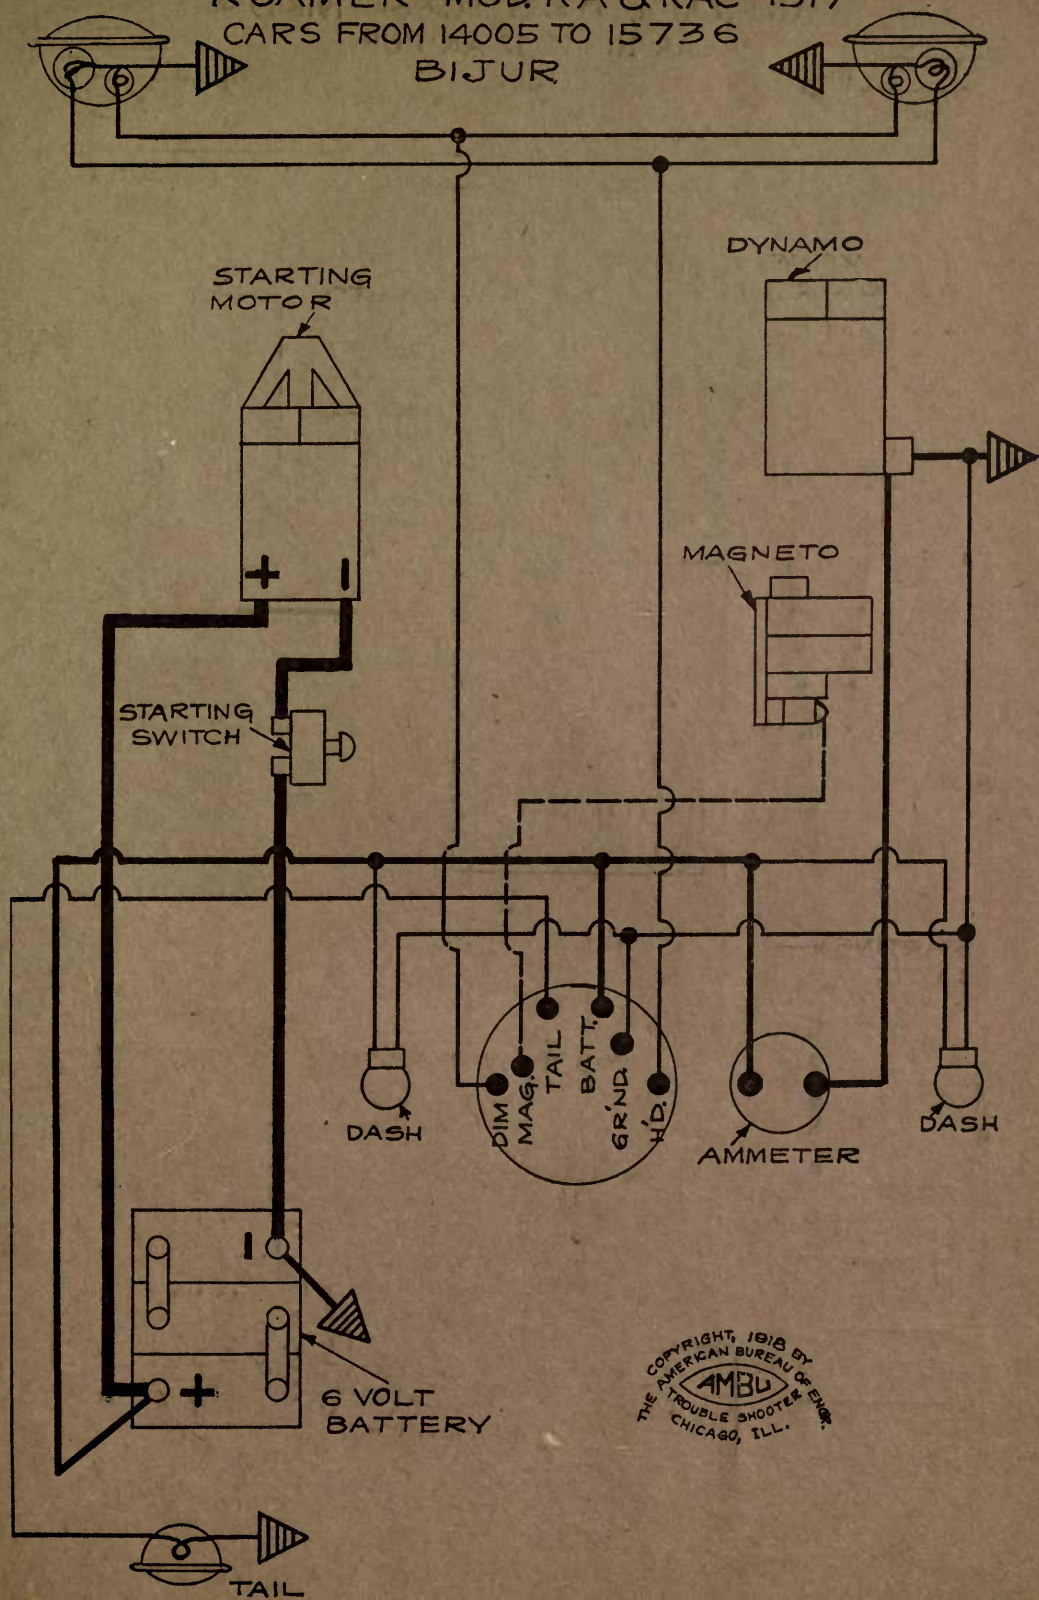 CARS FROM 14005 TO 15736
BIJUR
DYNAMO
STARTING
MOTOR
+ –
MAGNETO
STARTING
SWITCH
DIM
MAG.
TAIL
BATT.
GR'ND.
H'D.
DASH
DASH
AMMETER
–
+
6 VOLT
BATTERY
COPYRIGHT, 1918 BY
THE AMERICAN BUREAU OF ENGR.
AMBU
TROUBLE SHOOTER
CHICAGO, ILL.
TAIL